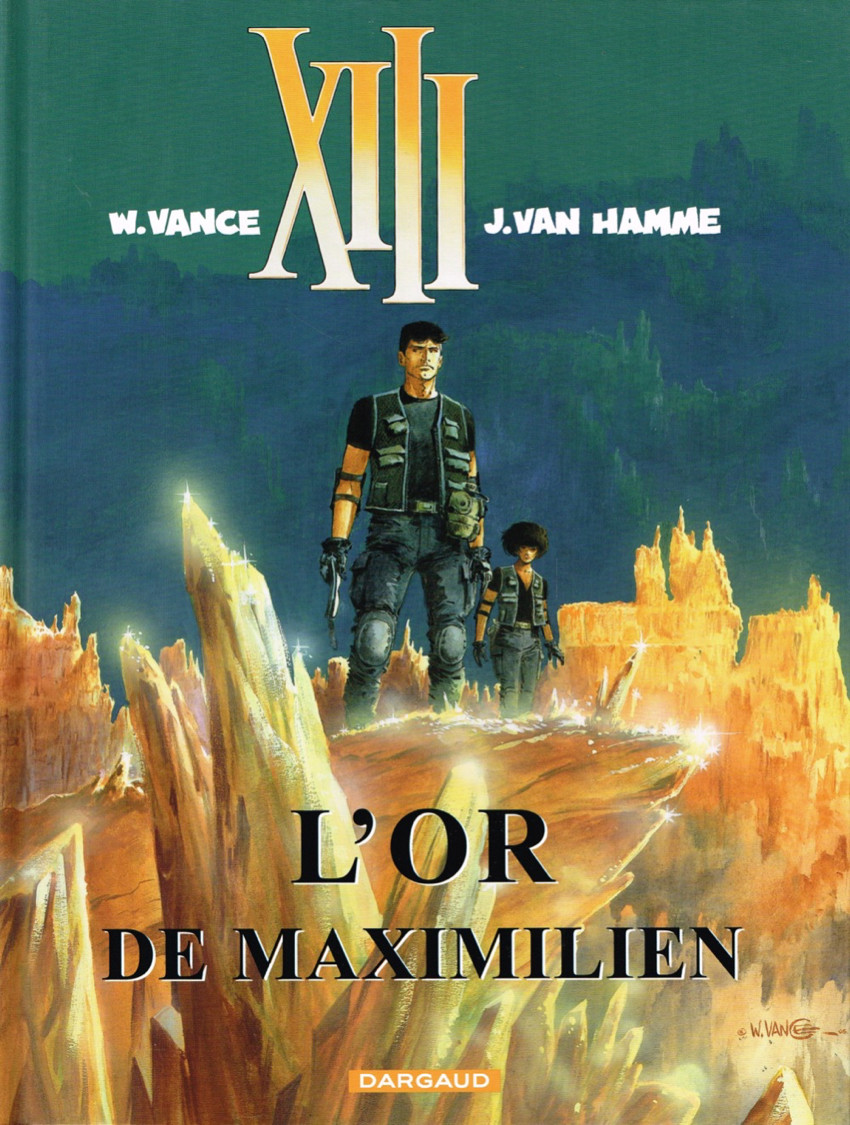 XIII
W.VANCE
J.VAN HAMME
L'OR
DE MAXIMILIEN
W.VANCE
DARGAUD